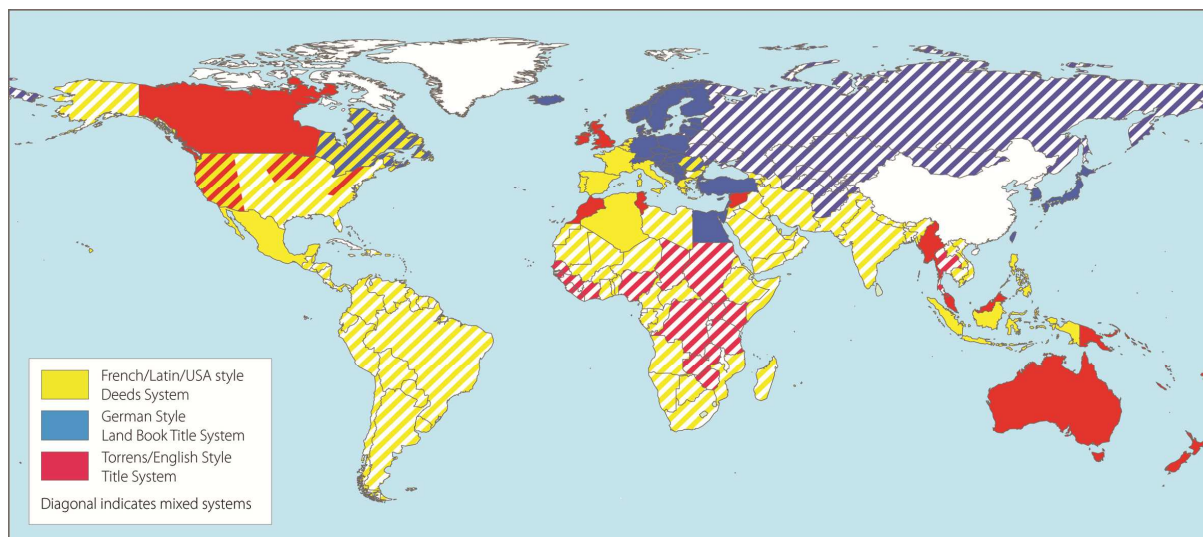 French/Latin/USA style
Deeds System
German Style
Land Book Title System
Torrens/English Style
Title System
Diagonal indicates mixed systems